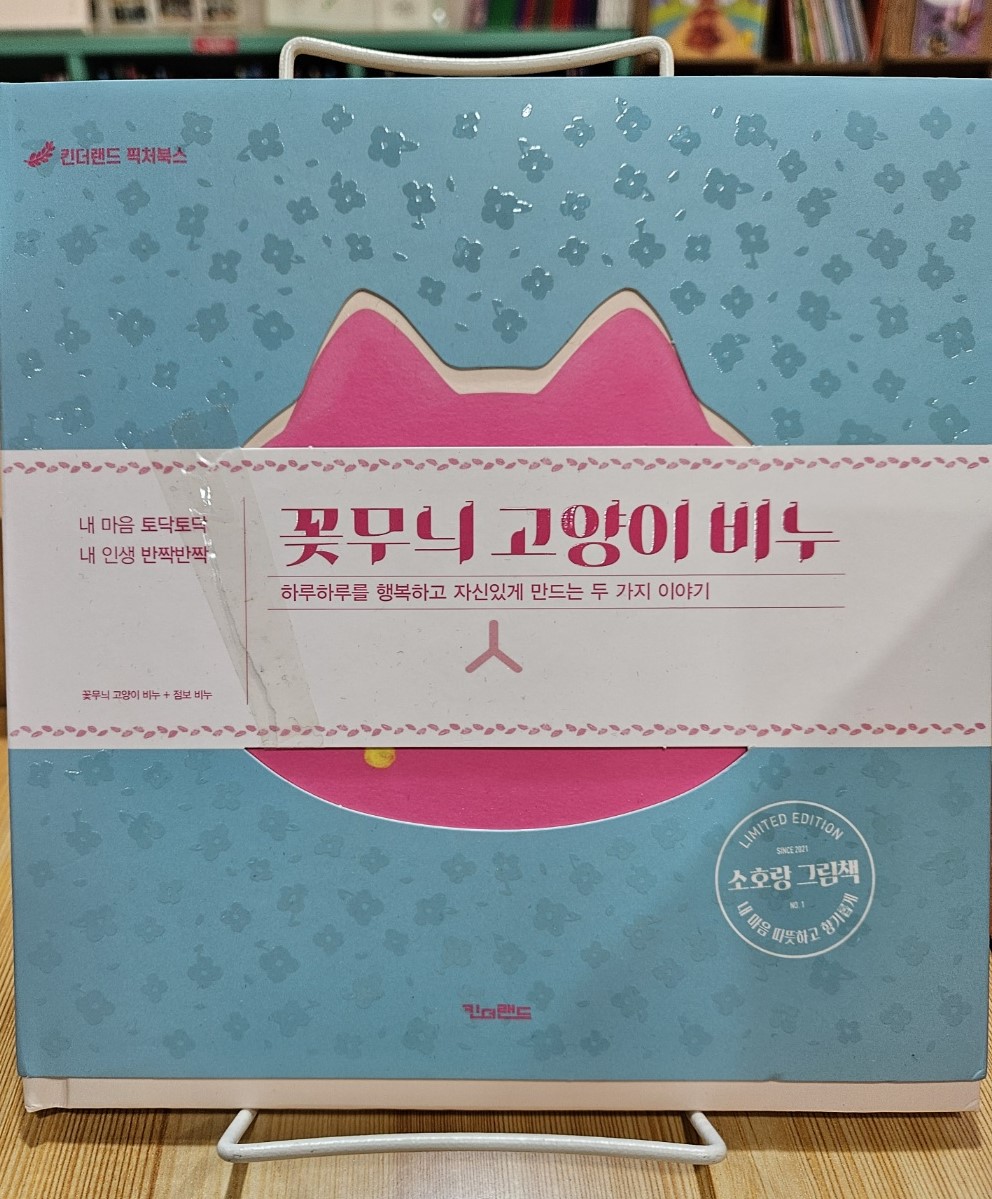 킨더랜드 픽처북스
내 마음 토닥토닥
내 인생 반짝반짝
꽃무늬 고양이 비누
하루하루를 행복하고 자신있게 만드는 두 가지 이야기
꽃무늬 고양이 비누 + 점보 비누
LIMITED EDITION
SINCE 2021
소호랑 그림책
NO. 1
내 마음 따뜻하고 향기롭게
킨더랜드